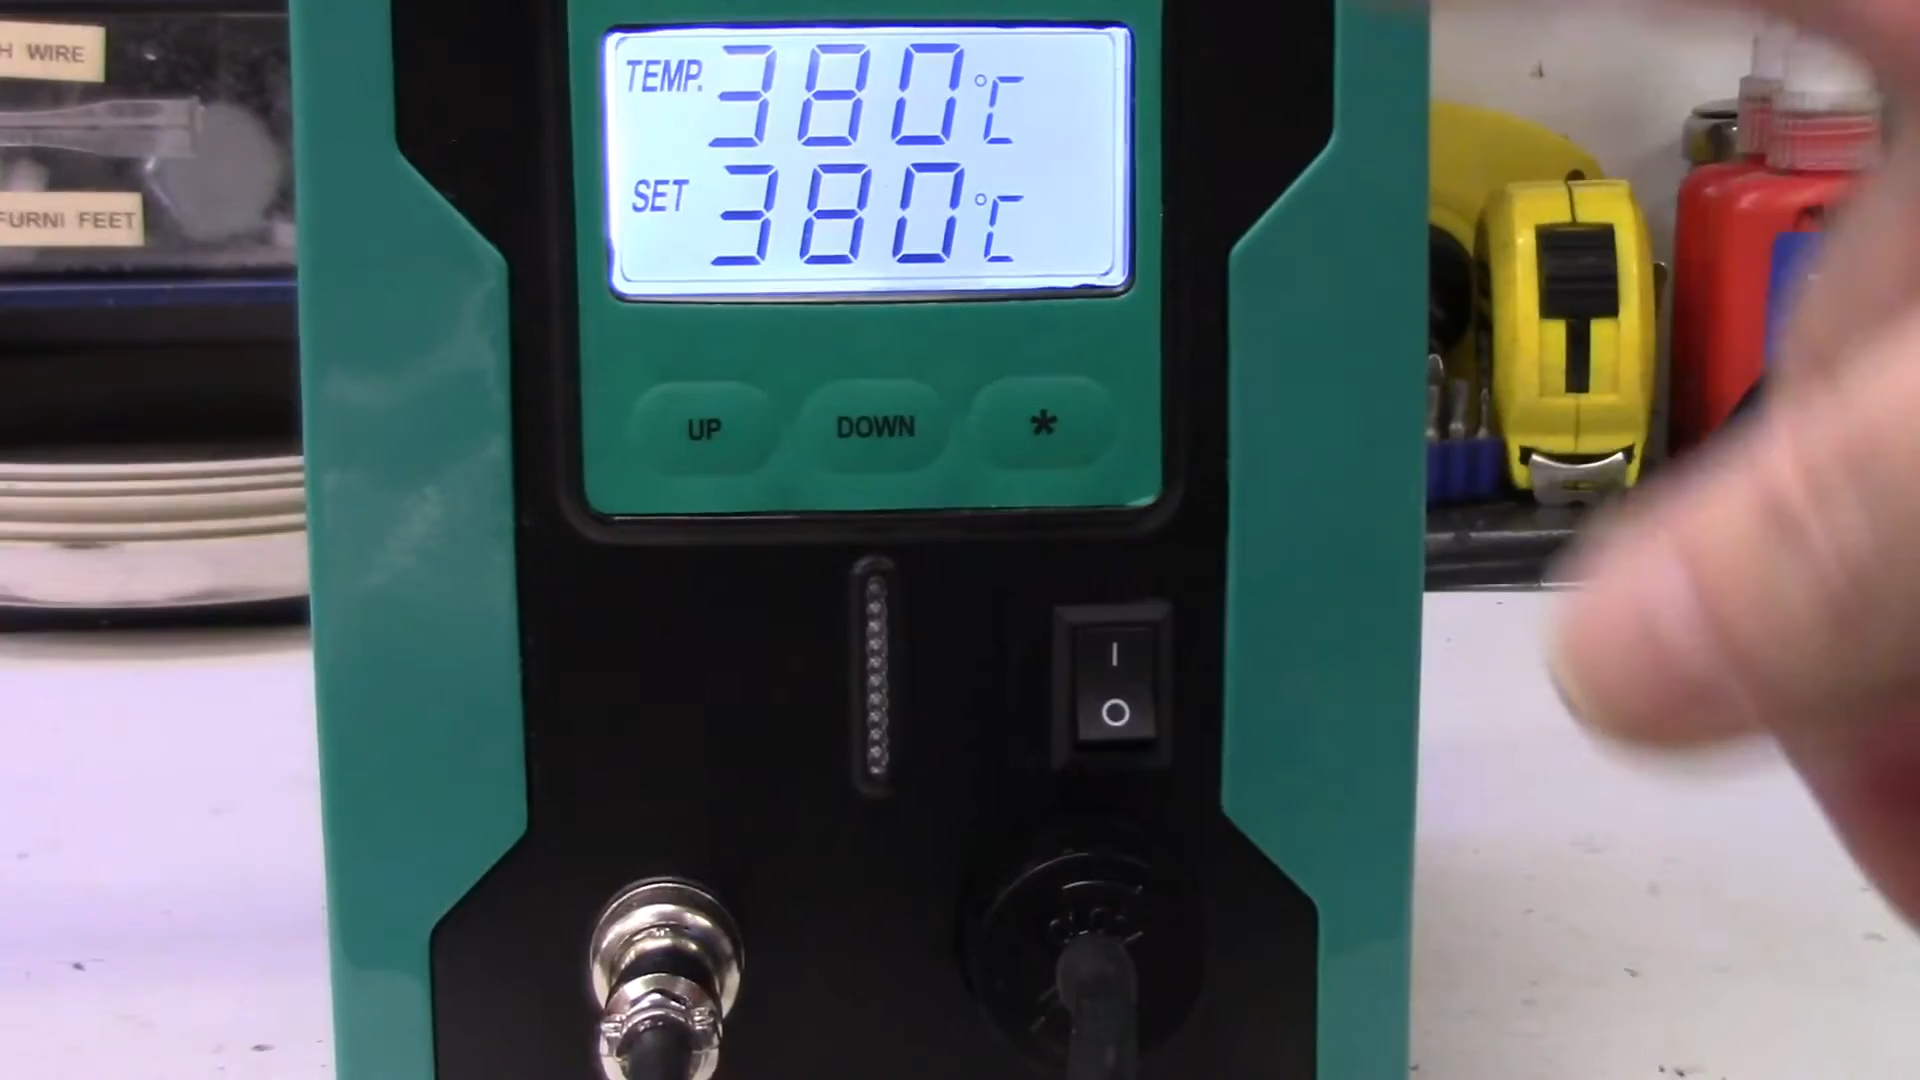 H WIRE
FURNI FEET
TEMP. 380°C
SET 380°C
UP DOWN *
I
O